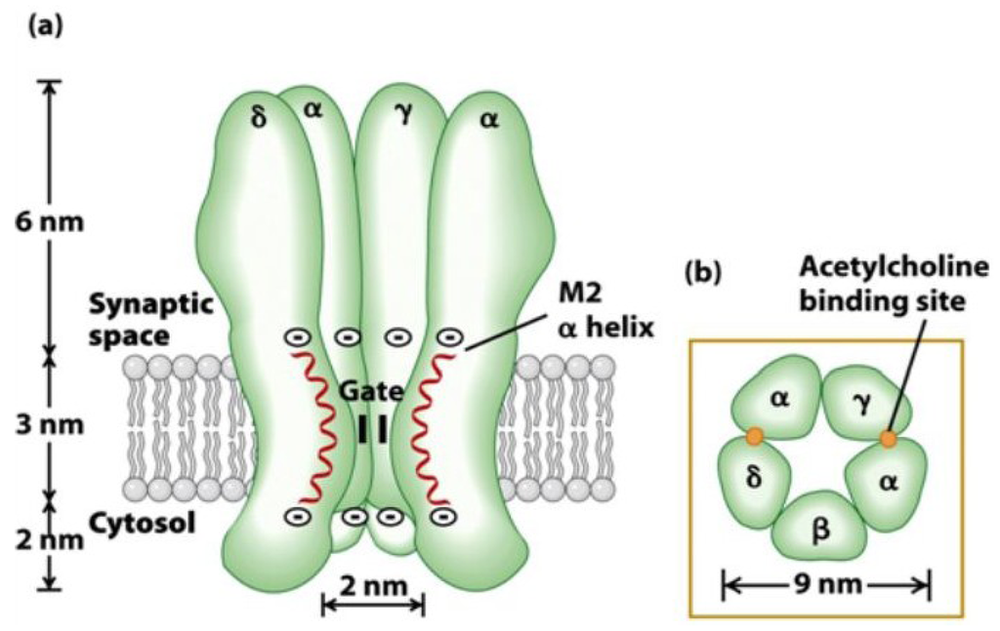 (a)
δ
α
γ
α
6 nm
Synaptic
space
M2
α helix
Gate
3 nm
Cytosol
2 nm
2 nm
(b)
Acetylcholine
binding site
α
γ
δ
α
β
9 nm